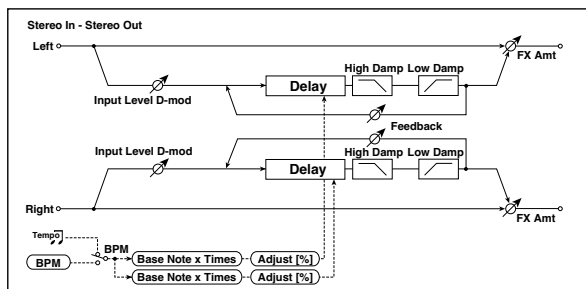 Stereo In - Stereo Out
Left
FX Amt
High Damp Low Damp
Delay
Input Level D-mod
Feedback
Input Level D-mod
High Damp Low Damp
Delay
Right
FX Amt
Tempo
BPM
BPM
Base Note x Times Adjust [%]
Base Note x Times Adjust [%]